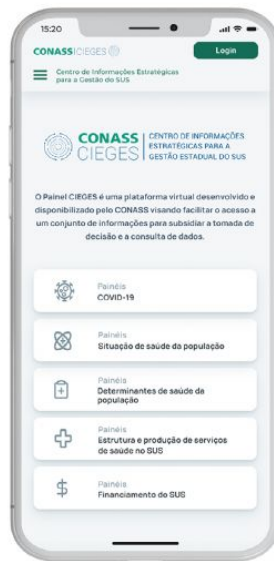 15:20
CONASS CIEGES
Login
Centro de Informações Estratégicas
para a Gestão do SUS
CONASS
CIEGES
CENTRO DE INFORMAÇÕES
ESTRATÉGICAS PARA A
GESTÃO ESTADUAL DO SUS
O Painel CIEGES é uma plataforma virtual desenvolvido e
disponibilizado pelo CONASS visando facilitar o acesso a
um conjunto de informações para subsidiar a tomada de
decisão e a consulta de dados.
Painéis
COVID-19
Painéis
Situação de saúde da população
Painéis
Determinantes de saúde da
população
Painéis
Estrutura e produção de serviços
de saúde no SUS
Painéis
Financiamento do SUS